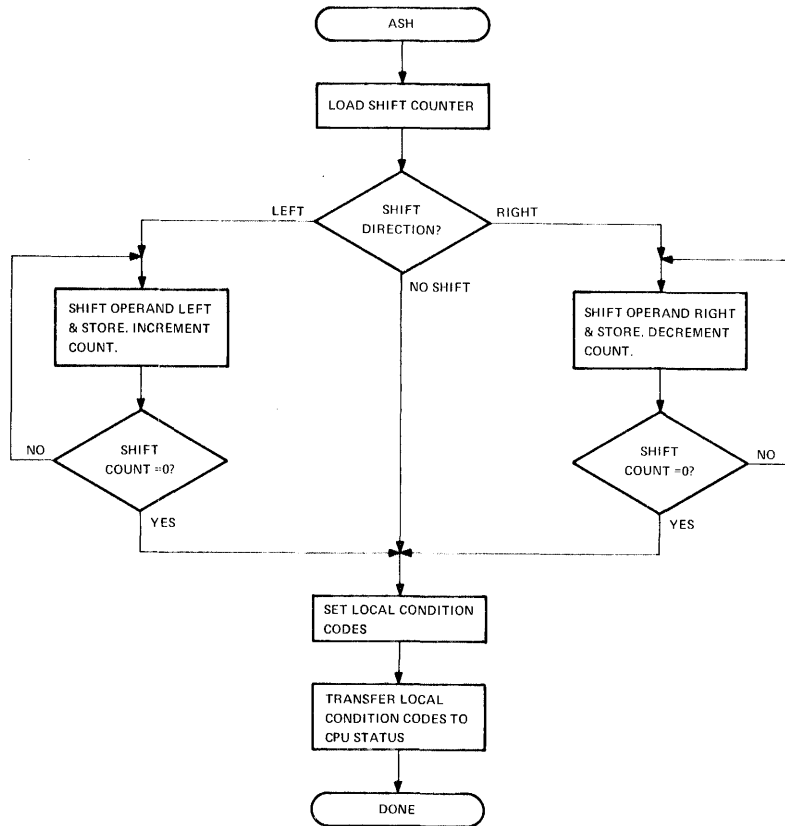 ASH
LOAD SHIFT COUNTER
SHIFT
DIRECTION?
LEFT
RIGHT
NO SHIFT
SHIFT OPERAND LEFT
& STORE. INCREMENT
COUNT.
SHIFT OPERAND RIGHT
& STORE. DECREMENT
COUNT.
SHIFT
COUNT =0?
NO
YES
SHIFT
COUNT =0?
NO
YES
SET LOCAL CONDITION
CODES
TRANSFER LOCAL
CONDITION CODES TO
CPU STATUS
DONE